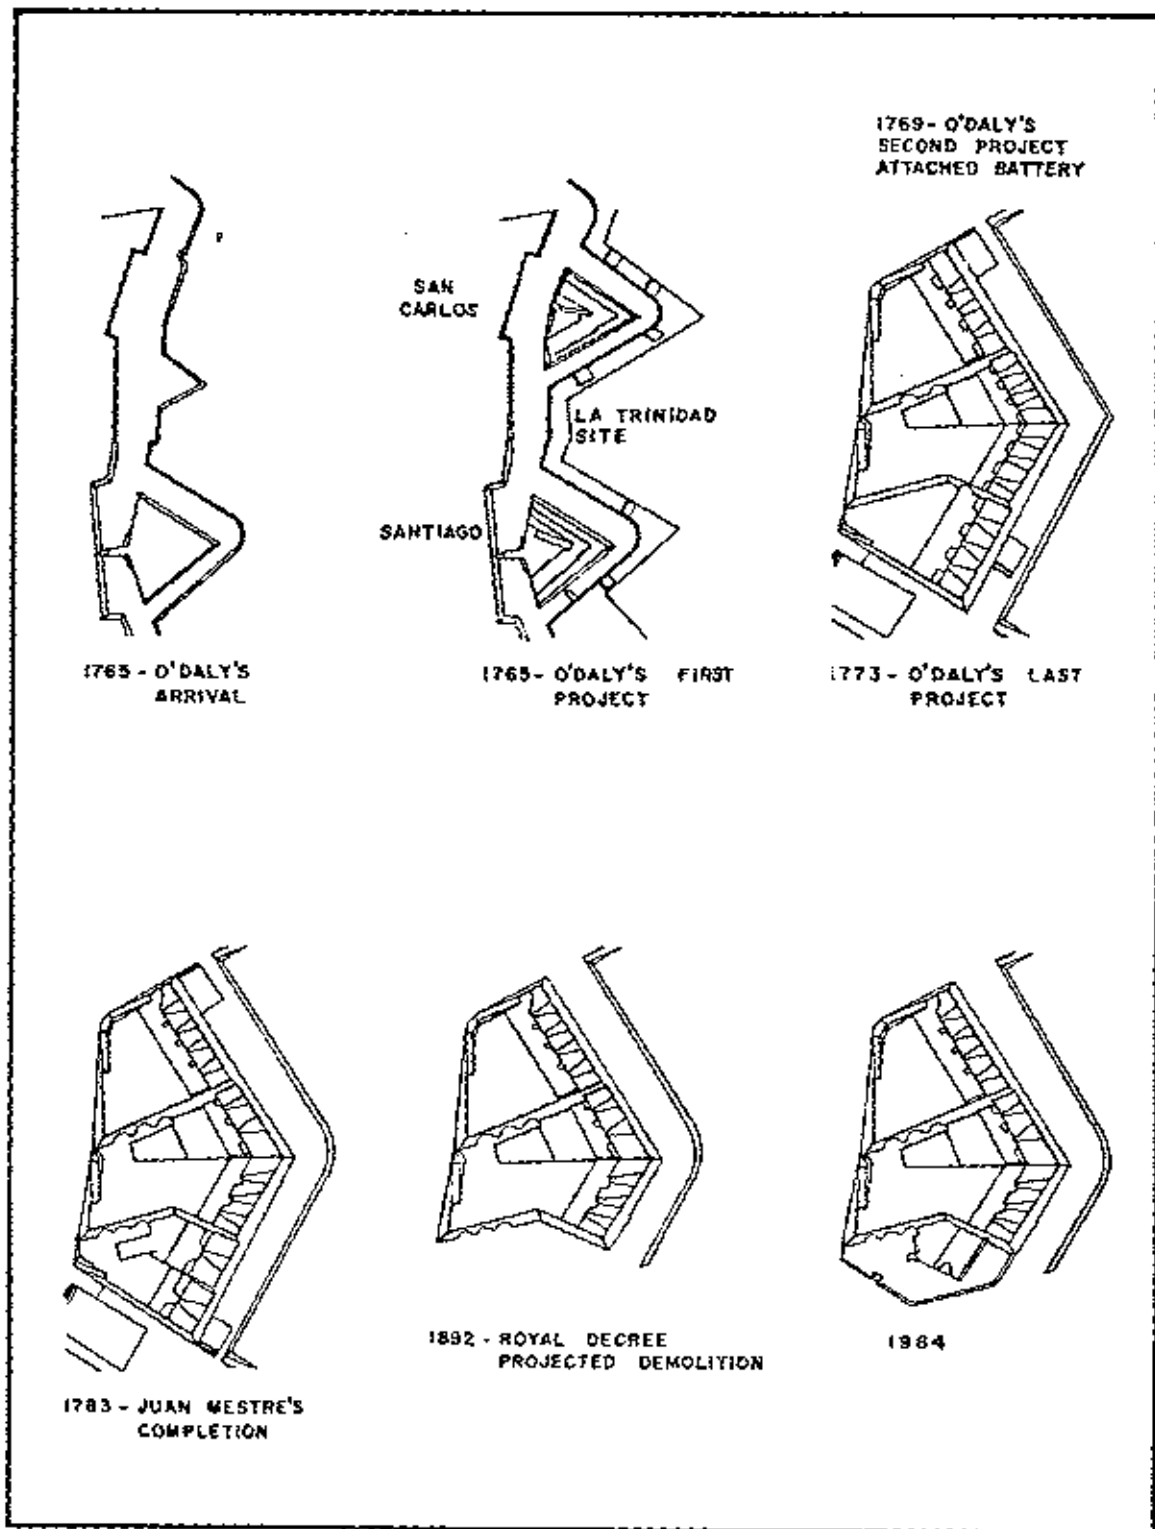 1769 - O'DALY'S
SECOND PROJECT
ATTACHED BATTERY
SAN
CARLOS
LA TRINIDAD
SITE
SANTIAGO
1765 - O'DALY'S
ARRIVAL
1765 - O'DALY'S FIRST
PROJECT
1773 - O'DALY'S LAST
PROJECT
1892 - ROYAL DECREE
PROJECTED DEMOLITION
1964
1783 - JUAN MESTRE'S
COMPLETION